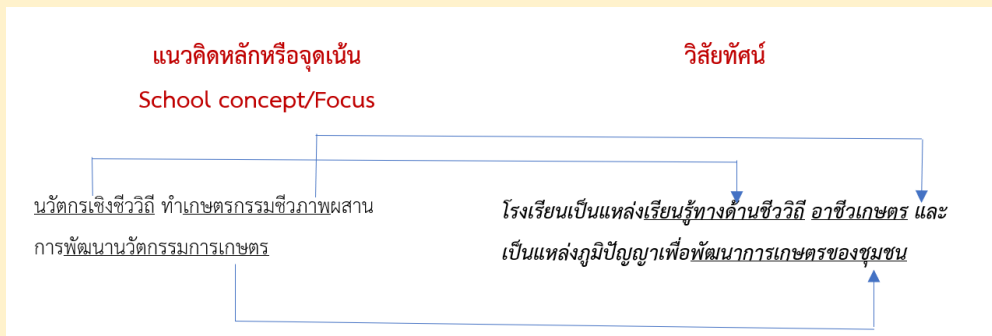 แนวคิดหลักหรือจุดเน้น
School concept/Focus
วิสัยทัศน์
นวัตกรเชิงชีววิถี ทำเกษตรกรรมชีวภาพผสาน
การพัฒนานวัตกรรมการเกษตร
โรงเรียนเป็นแหล่งเรียนรู้ทางด้านชีววิถี อาชีวเกษตร และ
เป็นแหล่งภูมิปัญญาเพื่อพัฒนาการเกษตรของชุมชน